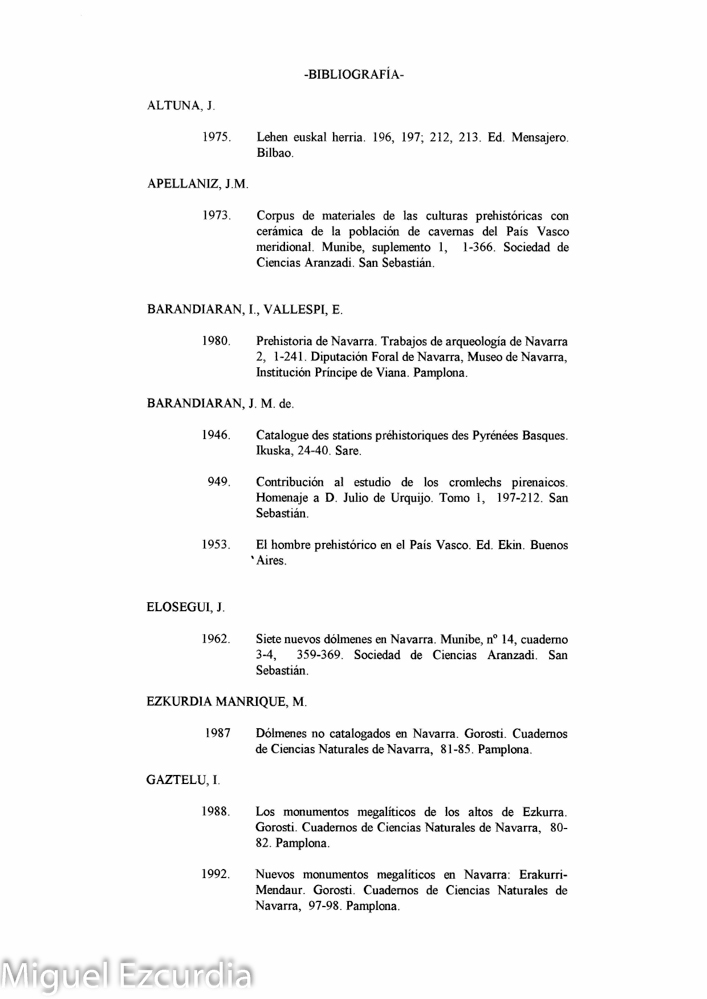 -BIBLIOGRAFÍA-
ALTUNA, J.
1975. Lehen euskal herria. 196, 197; 212, 213. Ed. Mensajero.
Bilbao.
APELLANIZ, J.M.
1973. Corpus de materiales de las culturas prehistóricas con
cerámica de la población de cavernas del País Vasco
meridional. Munibe, suplemento 1, 1-366. Sociedad de
Ciencias Aranzadi. San Sebastián.
BARANDIARAN, I., VALLESPI, E.
1980. Prehistoria de Navarra. Trabajos de arqueología de Navarra
2, 1-241. Diputación Foral de Navarra, Museo de Navarra,
Institución Príncipe de Viana. Pamplona.
BARANDIARAN, J. M. de.
1946. Catalogue des stations préhistoriques des Pyrénées Basques.
Ikuska, 24-40. Sare.
949. Contribución al estudio de los cromlechs pirenaicos.
Homenaje a D. Julio de Urquijo. Tomo 1, 197-212. San
Sebastián.
1953. El hombre prehistórico en el País Vasco. Ed. Ekin. Buenos
Aires.
ELOSEGUI, J.
1962. Siete nuevos dólmenes en Navarra. Munibe, nº 14, cuaderno
3-4, 359-369. Sociedad de Ciencias Aranzadi. San
Sebastián.
EZKURDIA MANRIQUE, M.
1987 Dólmenes no catalogados en Navarra. Gorosti. Cuadernos
de Ciencias Naturales de Navarra, 81-85. Pamplona.
GAZTELU, I.
1988. Los monumentos megalíticos de los altos de Ezkurra.
Gorosti. Cuadernos de Ciencias Naturales de Navarra, 80-
82. Pamplona.
1992. Nuevos monumentos megalíticos en Navarra: Erakurri-
Mendaur. Gorosti. Cuadernos de Ciencias Naturales de
Navarra, 97-98. Pamplona.
Miguel Ezcurdia